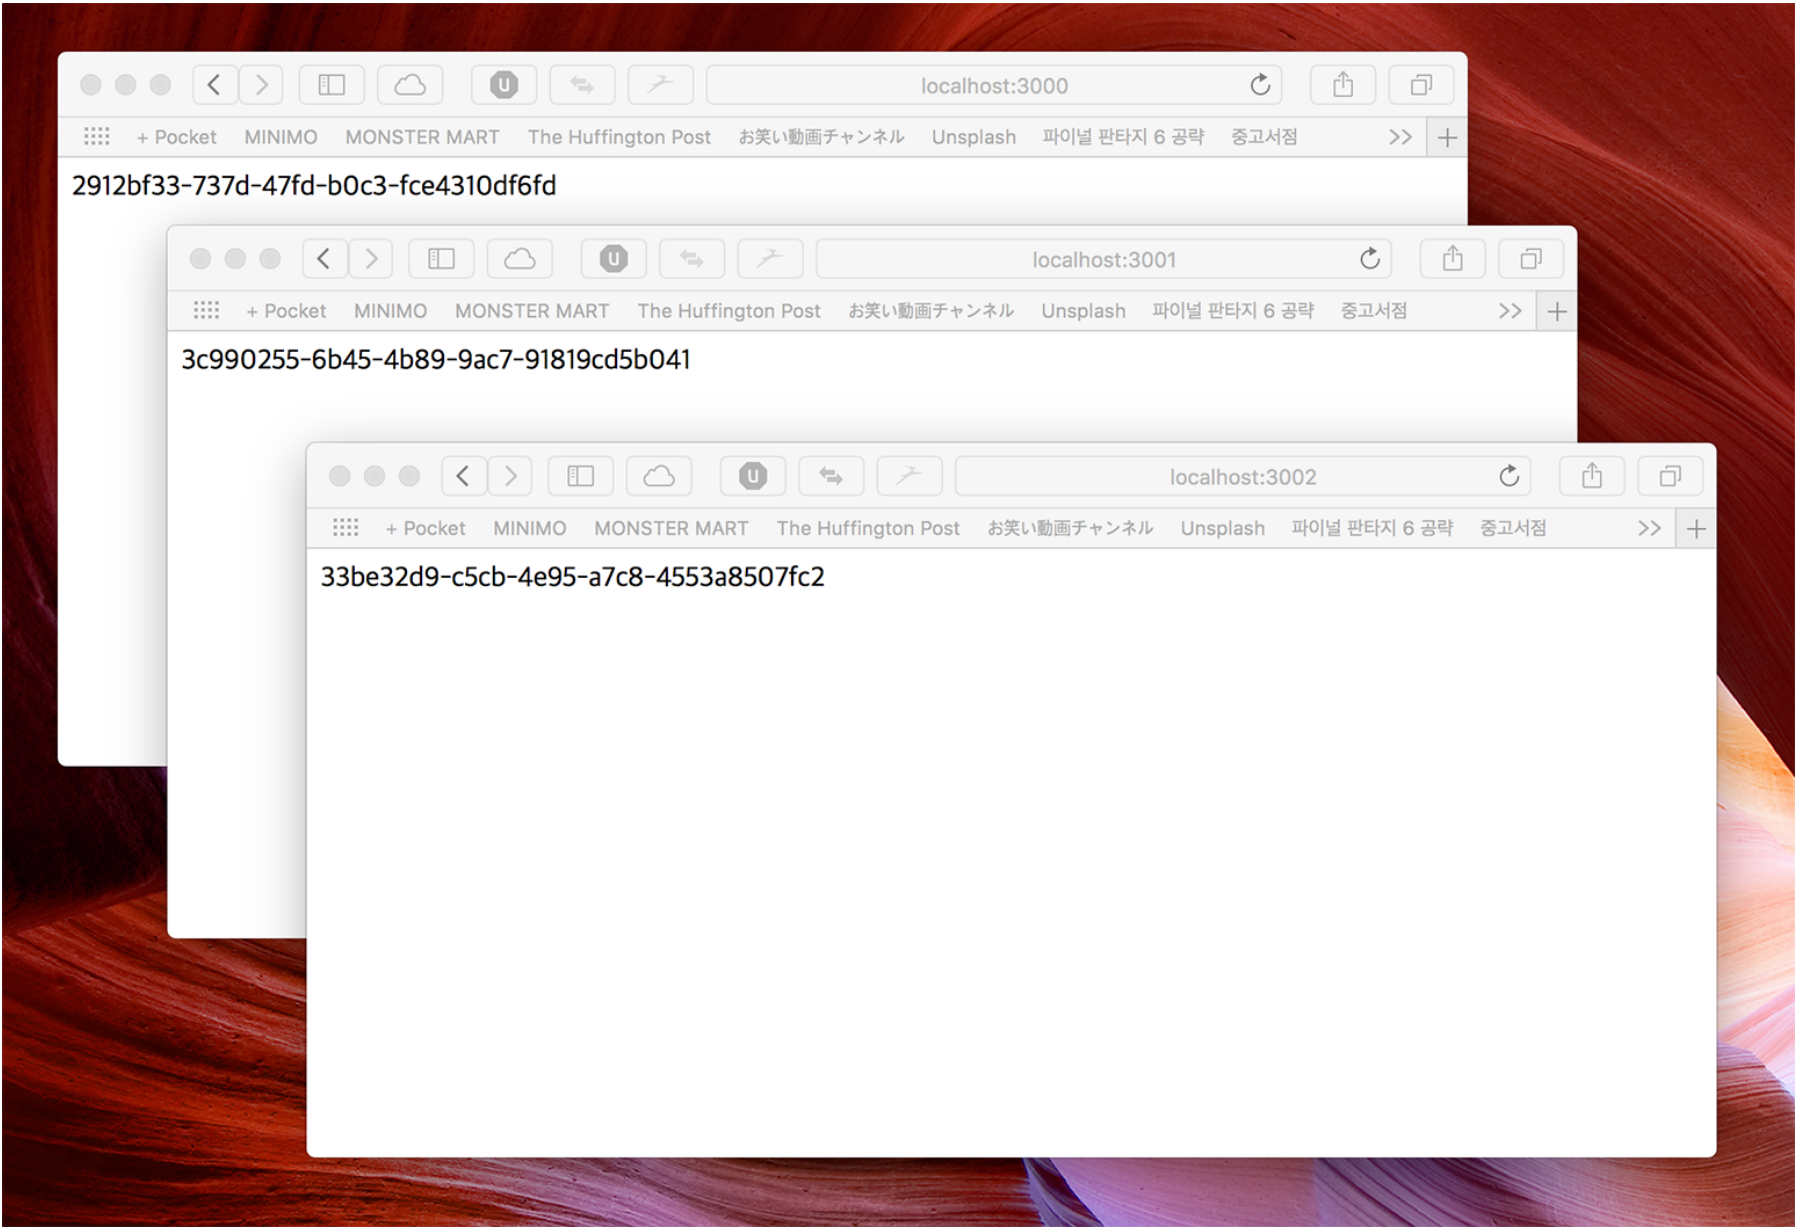 localhost:3000
+ Pocket MINIMO MONSTER MART The Huffington Post お笑い動画チャンネル Unsplash 파이널 판타지 6 공략 중고서점 >> +
2912bf33-737d-47fd-b0c3-fce4310df6fd
localhost:3001
+ Pocket MINIMO MONSTER MART The Huffington Post お笑い動画チャンネル Unsplash 파이널 판타지 6 공략 중고서점 >> +
3c990255-6b45-4b89-9ac7-91819cd5b041
localhost:3002
+ Pocket MINIMO MONSTER MART The Huffington Post お笑い動画チャンネル Unsplash 파이널 판타지 6 공략 중고서점 >> +
33be32d9-c5cb-4e95-a7c8-4553a8507fc2